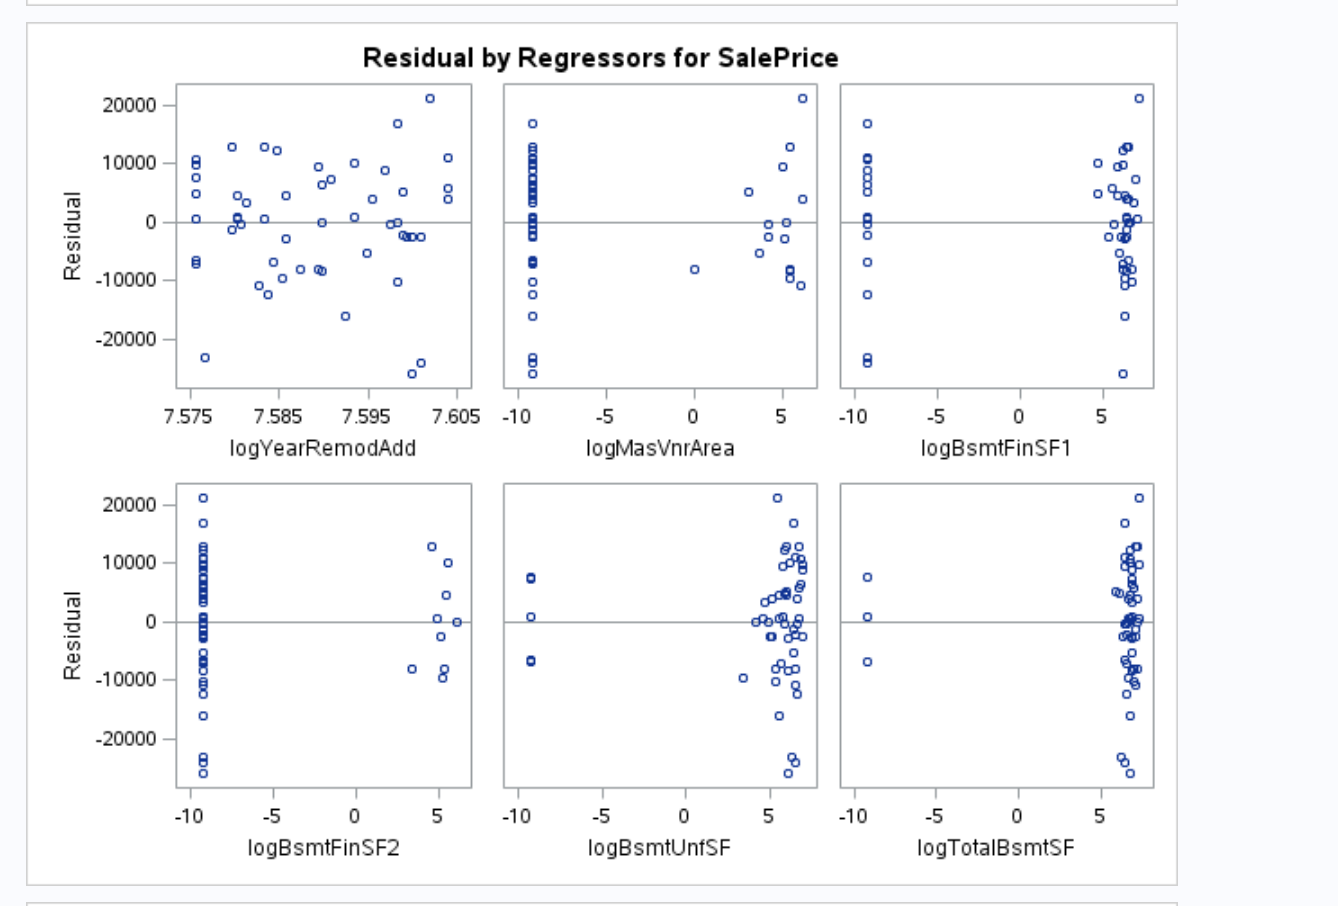 Residual by Regressors for SalePrice
20000
10000
0
-10000
-20000
Residual
7.575 7.585 7.595 7.605
logYearRemodAdd
-10 -5 0 5
logMasVnrArea
-10 -5 0 5
logBsmtFinSF1
20000
10000
0
-10000
-20000
Residual
-10 -5 0 5
logBsmtFinSF2
-10 -5 0 5
logBsmtUnfSF
-10 -5 0 5
logTotalBsmtSF